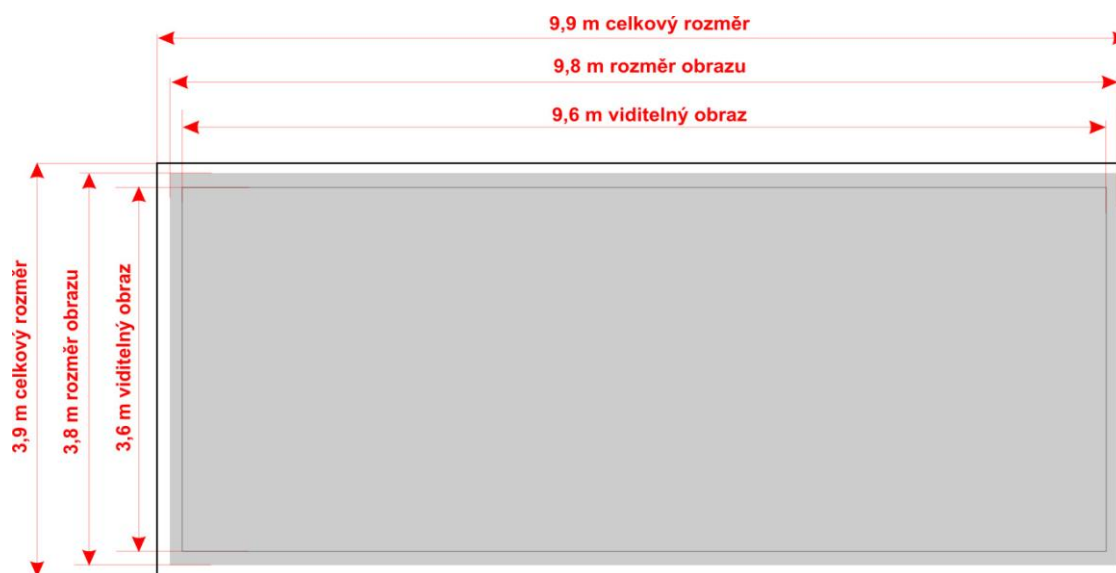 9,9 m celkový rozměr
9,8 m rozměr obrazu
9,6 m viditelný obraz
3,9 m celkový rozměr
3,8 m rozměr obrazu
3,6 m viditelný obraz